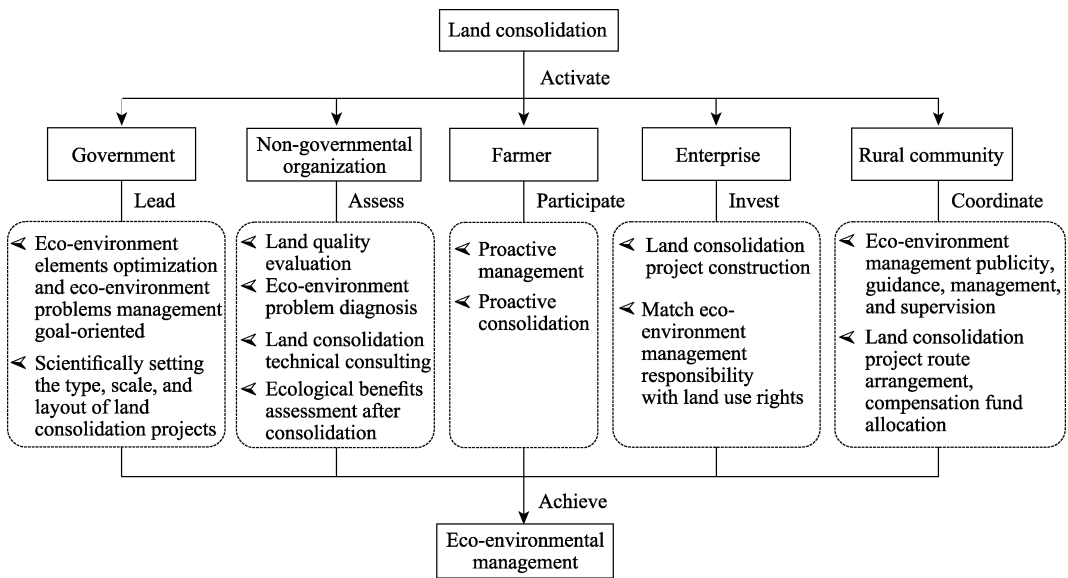 Land consolidation
Activate
Government
Non-governmental
organization
Farmer
Enterprise
Rural community
Lead
Assess
Participate
Invest
Coordinate
Eco-environment
elements optimization
and eco-environment
problems management
goal-oriented
Scientifically setting
the type, scale, and
layout of land
consolidation projects
Land quality
evaluation
Eco-environment
problem diagnosis
Land consolidation
technical consulting
Ecological benefits
assessment after
consolidation
Proactive
management
Proactive
consolidation
Land consolidation
project construction
Match eco-
environment
management
responsibility
with land use rights
Eco-environment
management publicity,
guidance, management,
and supervision
Land consolidation
project route
arrangement,
compensation fund
allocation
Achieve
Eco-environmental
management